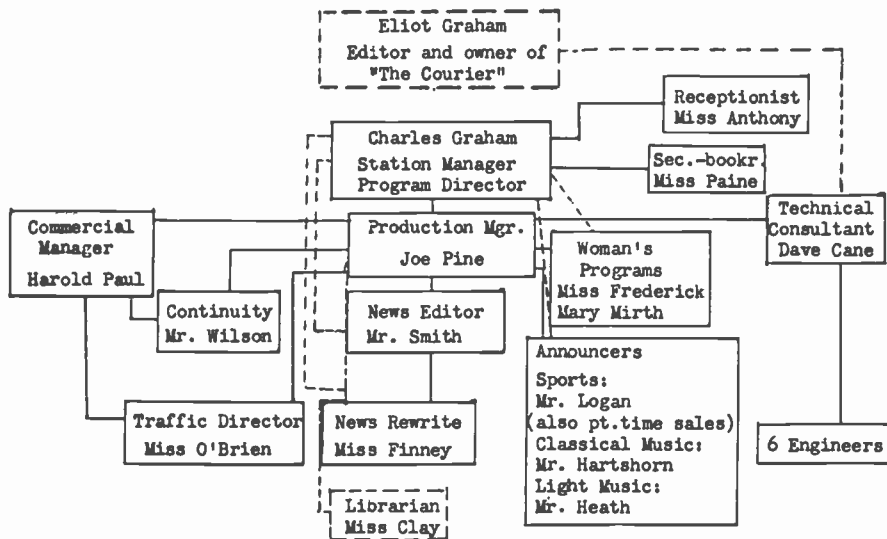 Eliot Graham
Editor and owner of
"The Courier"
Receptionist
Miss Anthony
Charles Graham
Station Manager
Program Director
Sec.-bookr.
Miss Paine
Commercial
Manager
Harold Paul
Production Mgr.
Joe Pine
Technical
Consultant
Dave Cane
Woman's
Programs
Miss Frederick
Mary Mirth
Continuity
Mr. Wilson
News Editor
Mr. Smith
Announcers
Sports:
Mr. Logan
(also pt.time sales)
Classical Music:
Mr. Hartshorn
Light Music:
Mr. Heath
Traffic Director
Miss O'Brien
News Rewrite
Miss Finney
6 Engineers
Librarian
Miss Clay